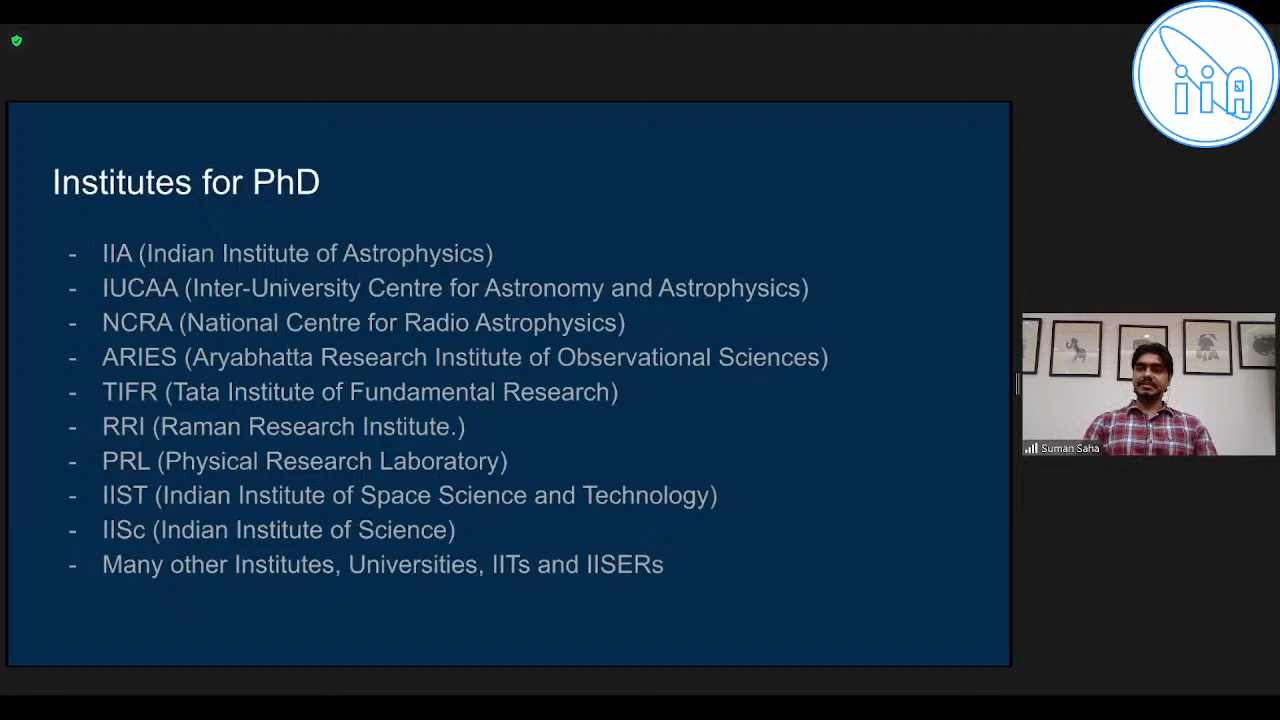 Institutes for PhD
- IIA (Indian Institute of Astrophysics)
- IUCAA (Inter-University Centre for Astronomy and Astrophysics)
- NCRA (National Centre for Radio Astrophysics)
- ARIES (Aryabhatta Research Institute of Observational Sciences)
- TIFR (Tata Institute of Fundamental Research)
- RRI (Raman Research Institute.)
- PRL (Physical Research Laboratory)
- IIST (Indian Institute of Space Science and Technology)
- IISc (Indian Institute of Science)
- Many other Institutes, Universities, IITs and IISERs
iiA
Suman Saha